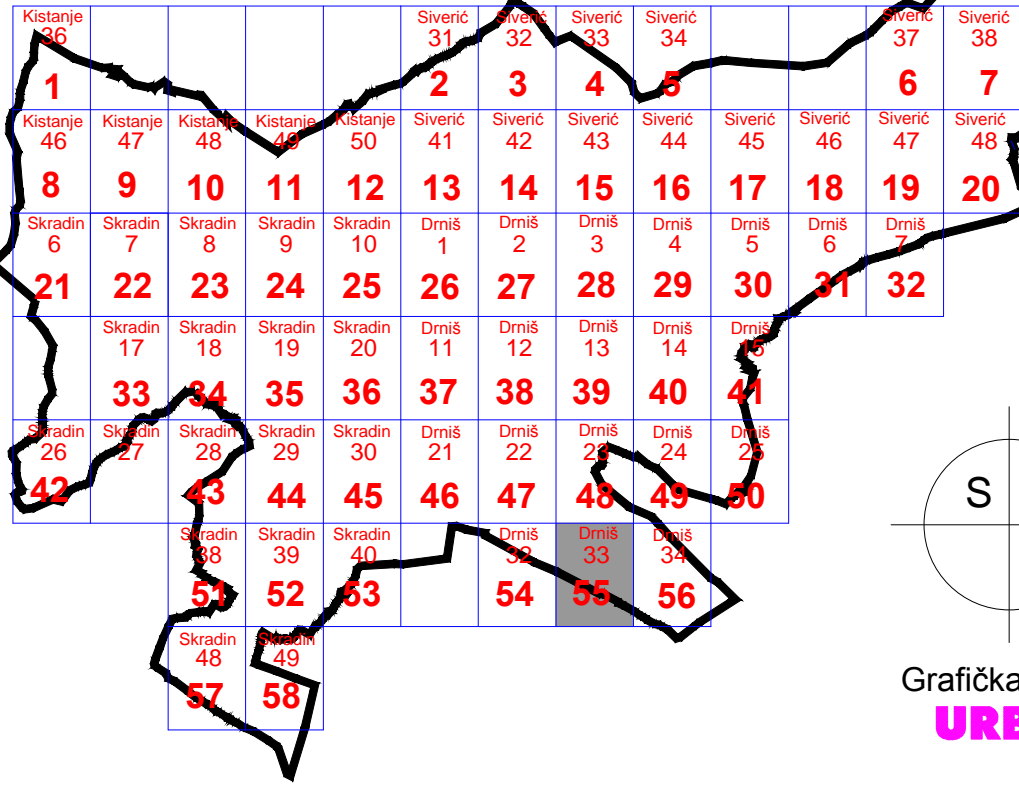 Kistanje Siverić Siverić Siverić Siverić Siverić Siverić
36 31 32 33 34 37 38
1 2 3 4 5 6 7
Kistanje Kistanje Kistanje Kistanje Kistanje Siverić Siverić Siverić Siverić Siverić Siverić Siverić Siverić
46 47 48 49 50 41 42 43 44 45 46 47 48
8 9 10 11 12 13 14 15 16 17 18 19 20
Skradin Skradin Skradin Skradin Skradin Drniš Drniš Drniš Drniš Drniš Drniš Drniš
6 7 8 9 10 1 2 3 4 5 6 7
21 22 23 24 25 26 27 28 29 30 31 32
Skradin Skradin Skradin Skradin Drniš Drniš Drniš Drniš Drniš
17 18 19 20 11 12 13 14 15
33 34 35 36 37 38 39 40 41
Skradin Skradin Skradin Skradin Skradin Drniš Drniš Drniš Drniš Drniš
26 27 28 29 30 21 22 23 24 25
42 43 44 45 46 47 48 49 50
S
Skradin Skradin Skradin Drniš Drniš Drniš
38 39 40 32 33 34
51 52 53 54 55 56
Skradin Skradin
48 49
57 58
Grafička